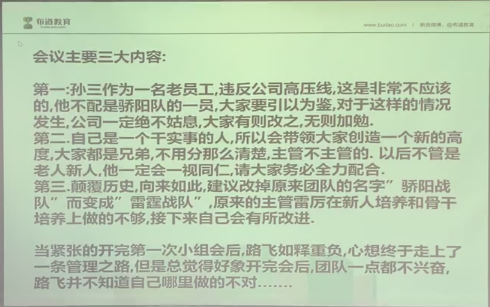 布道教育
www.budao.com / 新浪微博：@布道教育
会议主要三大内容:
第一:孙三作为一名老员工,违反公司高压线,这是非常不应该
的,他不配是骄阳队的一员,大家要引以为鉴,对于这样的情况
发生,公司一定绝不姑息,大家有则改之,无则加勉.
第二.自己是一个干实事的人,所以会带领大家创造一个新的高
度,大家都是兄弟,不用分那么清楚,主管不主管的. 以后不管是
老人新人,他一定会一视同仁,请大家务必全力配合.
第三.颠覆历史,向来如此,建议改掉原来团队的名字”骄阳战
队”而变成”雷霆战队”,原来的主管雷厉在新人培养和骨干
培养上做的不够,接下来自己会有所改进.
当紧张的开完第一次小组会后,路飞如释重负,心想终于走上了
一条管理之路,但是总觉得好象开完会后,团队一点都不兴奋,
路飞并不知道自己哪里做的不对.......